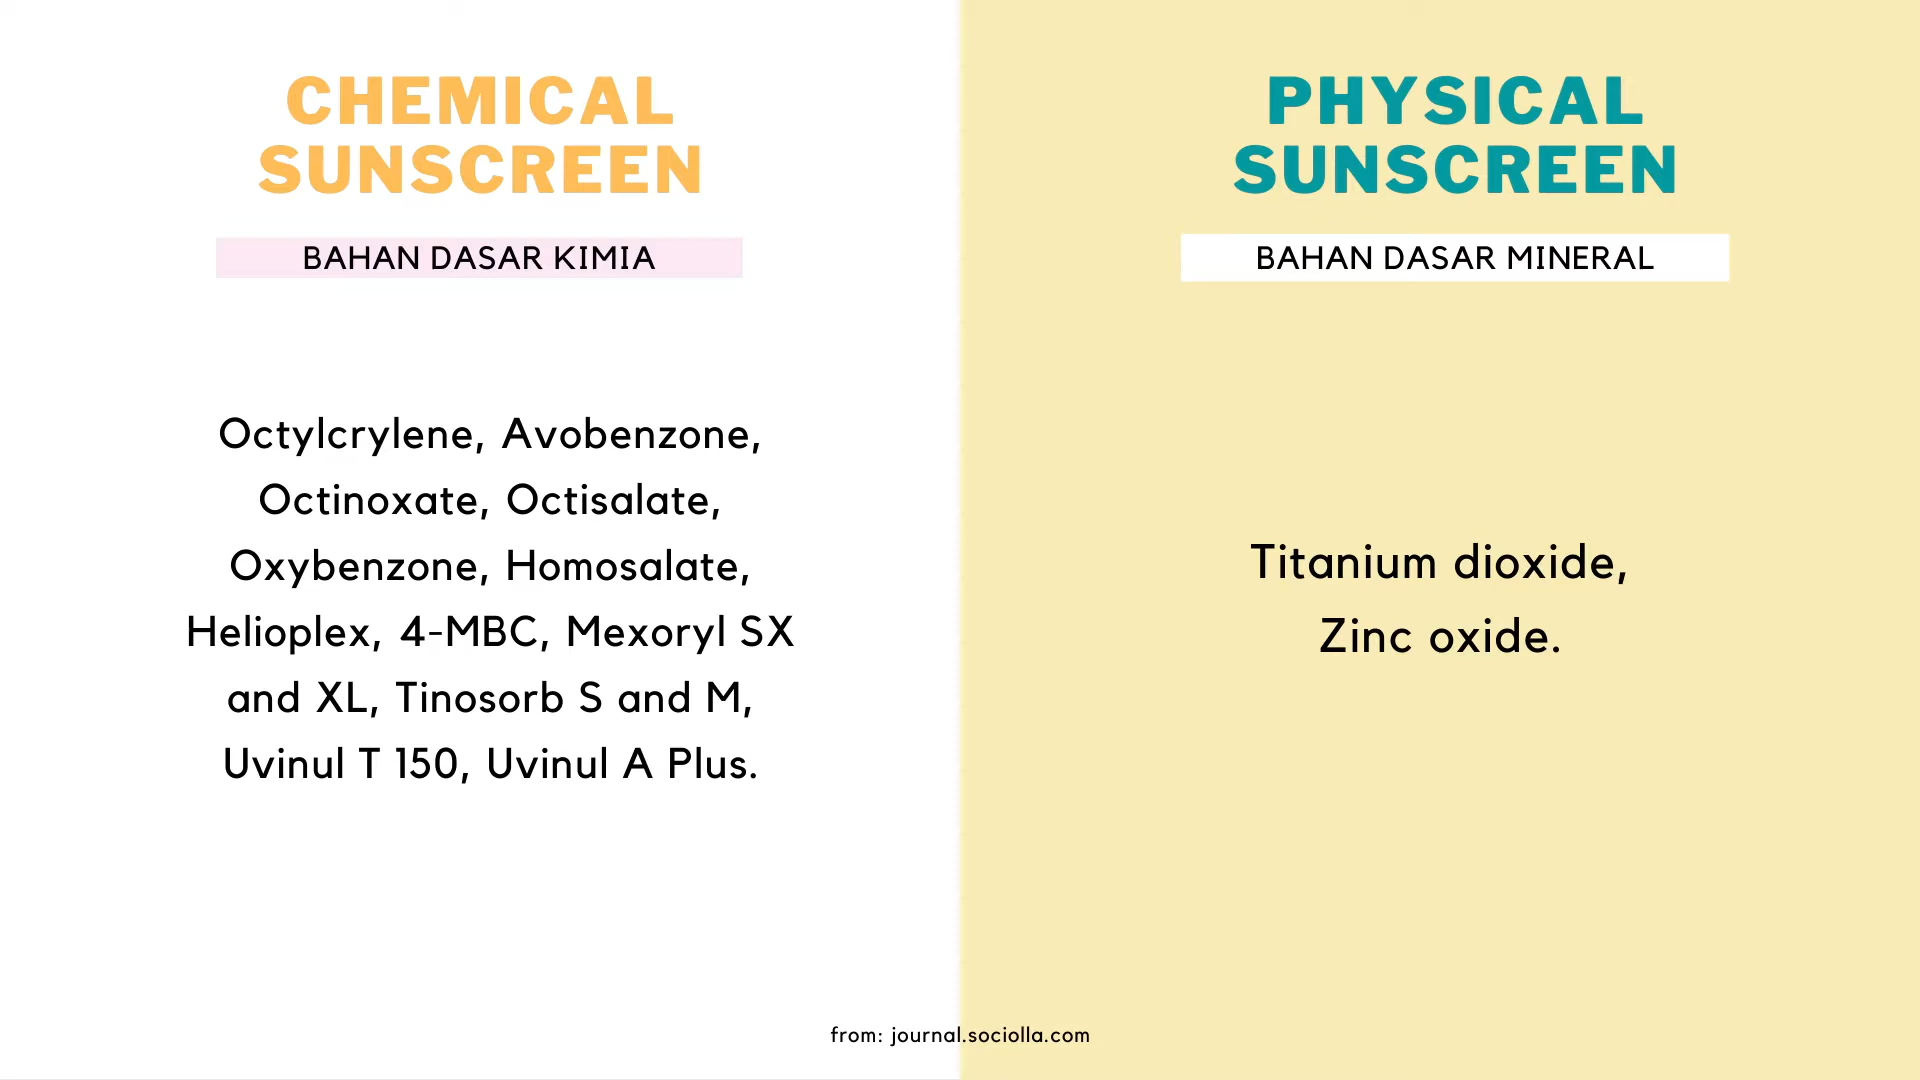 CHEMICAL
SUNSCREEN
BAHAN DASAR KIMIA
Octylcrylene, Avobenzone,
Octinoxate, Octisalate,
Oxybenzone, Homosalate,
Helioplex, 4-MBC, Mexoryl SX
and XL, Tinosorb S and M,
Uvinul T 150, Uvinul A Plus.
PHYSICAL
SUNSCREEN
BAHAN DASAR MINERAL
Titanium dioxide,
Zinc oxide.
from: journal.sociolla.com